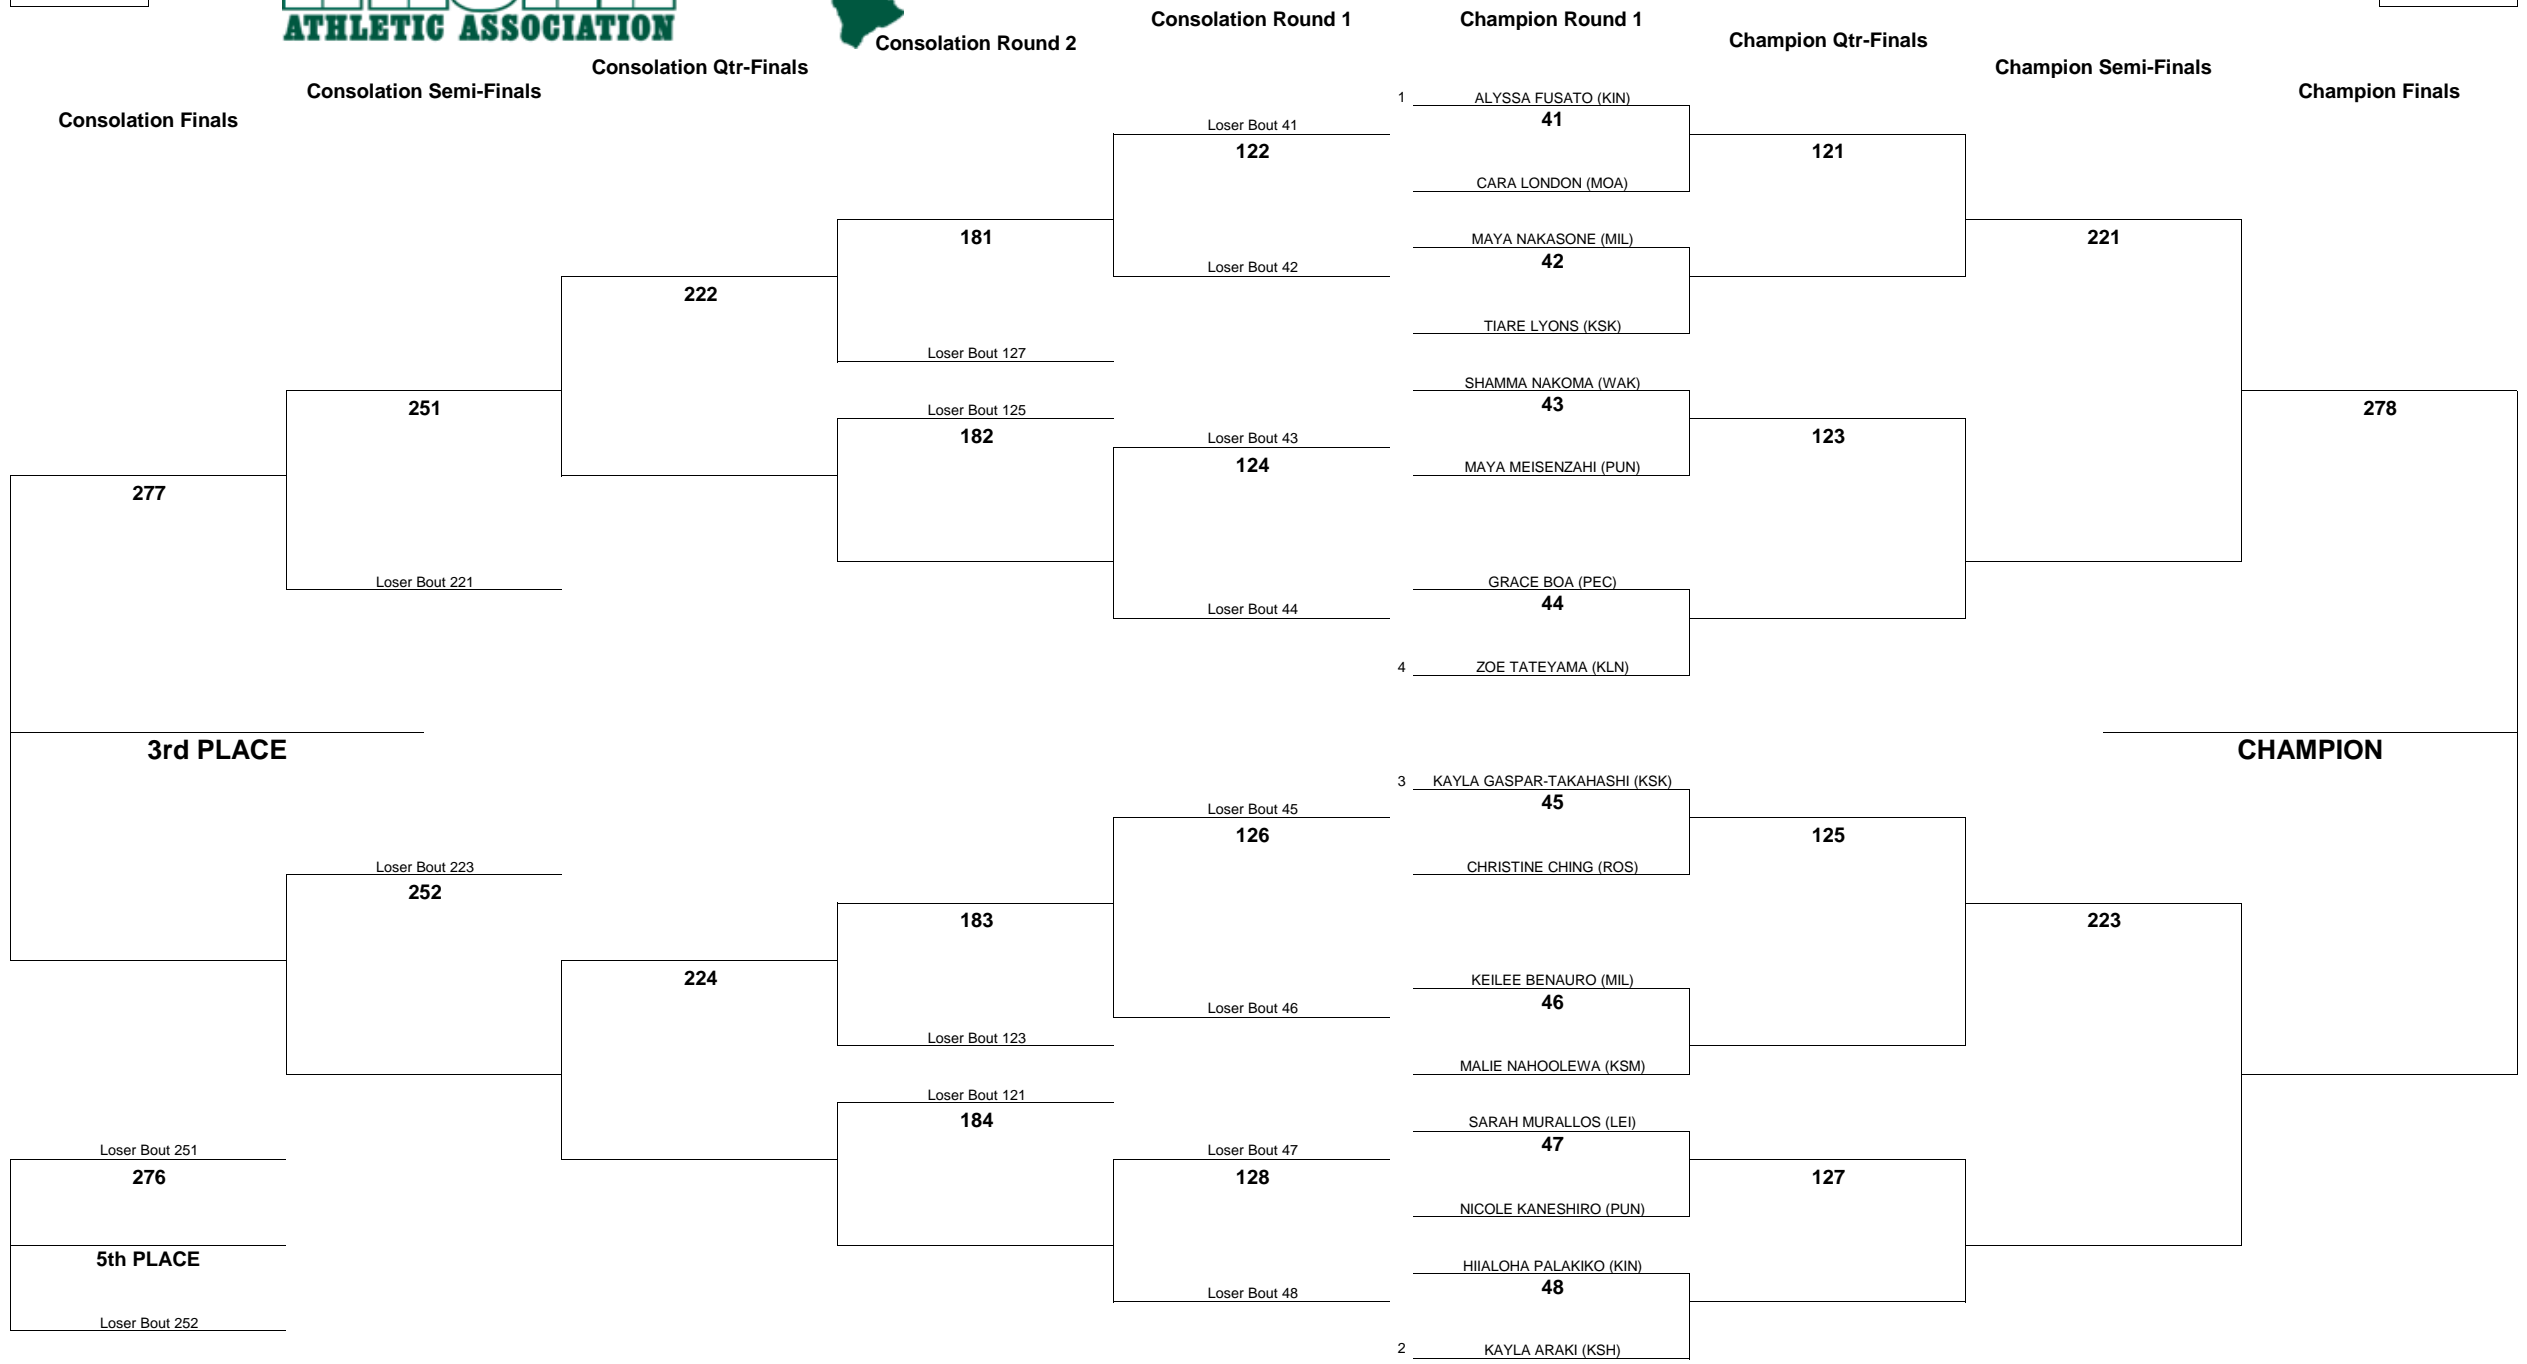 ATHLETIC ASSOCIATION
Consolation Round 1
Champion Round 1
Consolation Round 2
Champion Qtr-Finals
Consolation Qtr-Finals
Champion Semi-Finals
Consolation Semi-Finals
Champion Finals
Consolation Finals
1 ALYSSA FUSATO (KIN)
41
Loser Bout 41
122
121
CARA LONDON (MOA)
181
MAYA NAKASONE (MIL)
221
42
Loser Bout 42
222
TIARE LYONS (KSK)
Loser Bout 127
SHAMMA NAKOMA (WAK)
251
Loser Bout 125
43
278
182
Loser Bout 43
123
124
MAYA MEISENZAHI (PUN)
277
Loser Bout 221
GRACE BOA (PEC)
44
Loser Bout 44
4 ZOE TATEYAMA (KLN)
3rd PLACE
CHAMPION
3 KAYLA GASPAR-TAKAHASHI (KSK)
45
Loser Bout 45
126
125
Loser Bout 223
CHRISTINE CHING (ROS)
252
183
223
224
KEILEE BENAURO (MIL)
46
Loser Bout 46
Loser Bout 123
MALIE NAHOOLEWA (KSM)
Loser Bout 121
184
SARAH MURALLOS (LEI)
47
Loser Bout 251
Loser Bout 47
276
128
127
NICOLE KANESHIRO (PUN)
5th PLACE
HIIALOHA PALAKIKO (KIN)
48
Loser Bout 48
Loser Bout 252
2 KAYLA ARAKI (KSH)